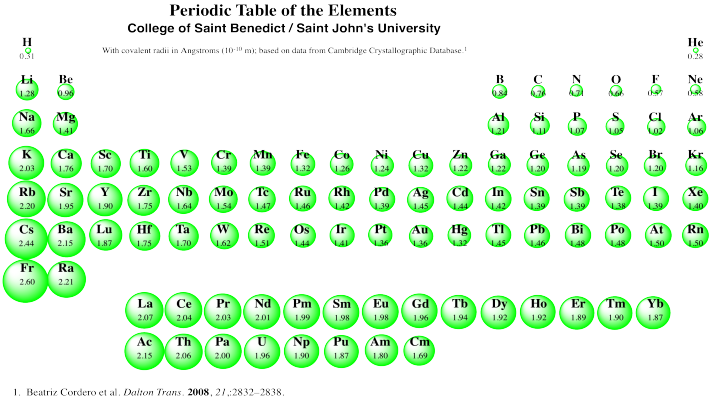 Periodic Table of the Elements
College of Saint Benedict / Saint John's University
With covalent radii in Angstroms (10⁻¹⁰ m); based on data from Cambridge Crystallographic Database.¹
H He
0.31 0.28
Li Be B C N O F Ne
1.28 0.96 0.84 0.76 0.71 0.66 0.57 0.58
Na Mg Al Si P S Cl Ar
1.66 1.41 1.21 1.11 1.07 1.05 1.02 1.06
K Ca Sc Ti V Cr Mn Fe Co Ni Cu Zn Ga Ge As Se Br Kr
2.03 1.76 1.70 1.60 1.53 1.39 1.39 1.32 1.26 1.24 1.32 1.22 1.22 1.20 1.19 1.20 1.20 1.16
Rb Sr Y Zr Nb Mo Tc Ru Rh Pd Ag Cd In Sn Sb Te I Xe
2.20 1.95 1.90 1.75 1.64 1.54 1.47 1.46 1.42 1.39 1.45 1.44 1.42 1.39 1.39 1.38 1.39 1.40
Cs Ba Lu Hf Ta W Re Os Ir Pt Au Hg Tl Pb Bi Po At Rn
2.44 2.15 1.87 1.75 1.70 1.62 1.51 1.44 1.41 1.36 1.36 1.32 1.45 1.46 1.48 1.48 1.50 1.50
Fr Ra
2.60 2.21
La Ce Pr Nd Pm Sm Eu Gd Tb Dy Ho Er Tm Yb
2.07 2.04 2.03 2.01 1.99 1.98 1.98 1.96 1.94 1.92 1.92 1.89 1.90 1.87
Ac Th Pa U Np Pu Am Cm
2.15 2.06 2.00 1.96 1.90 1.87 1.80 1.69
1. Beatriz Cordero et al. Dalton Trans. 2008, 21,:2832–2838.